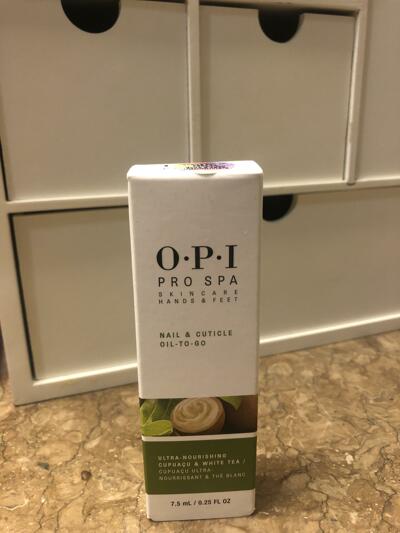 O·P·I
PRO SPA
SKINCARE
HANDS & FEET
NAIL & CUTICLE
OIL-TO-GO
ULTRA-NOURISHING
CUPUAÇU & WHITE TEA /
CUPUAÇU ULTRA-
NOURISSANT & THÉ BLANC
7.5 mL / 0.25 FL OZ